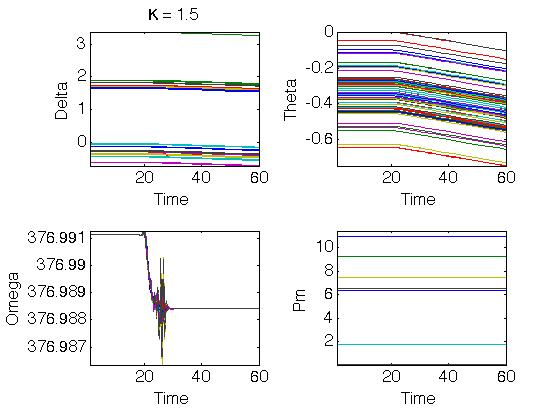 K = 1.5
3
2
1
0
Delta
20 40 60
Time
0
-0.2
-0.4
-0.6
Theta
20 40 60
Time
376.991
376.99
376.989
376.988
376.987
Omega
20 40 60
Time
10
8
6
4
2
Pm
20 40 60
Time